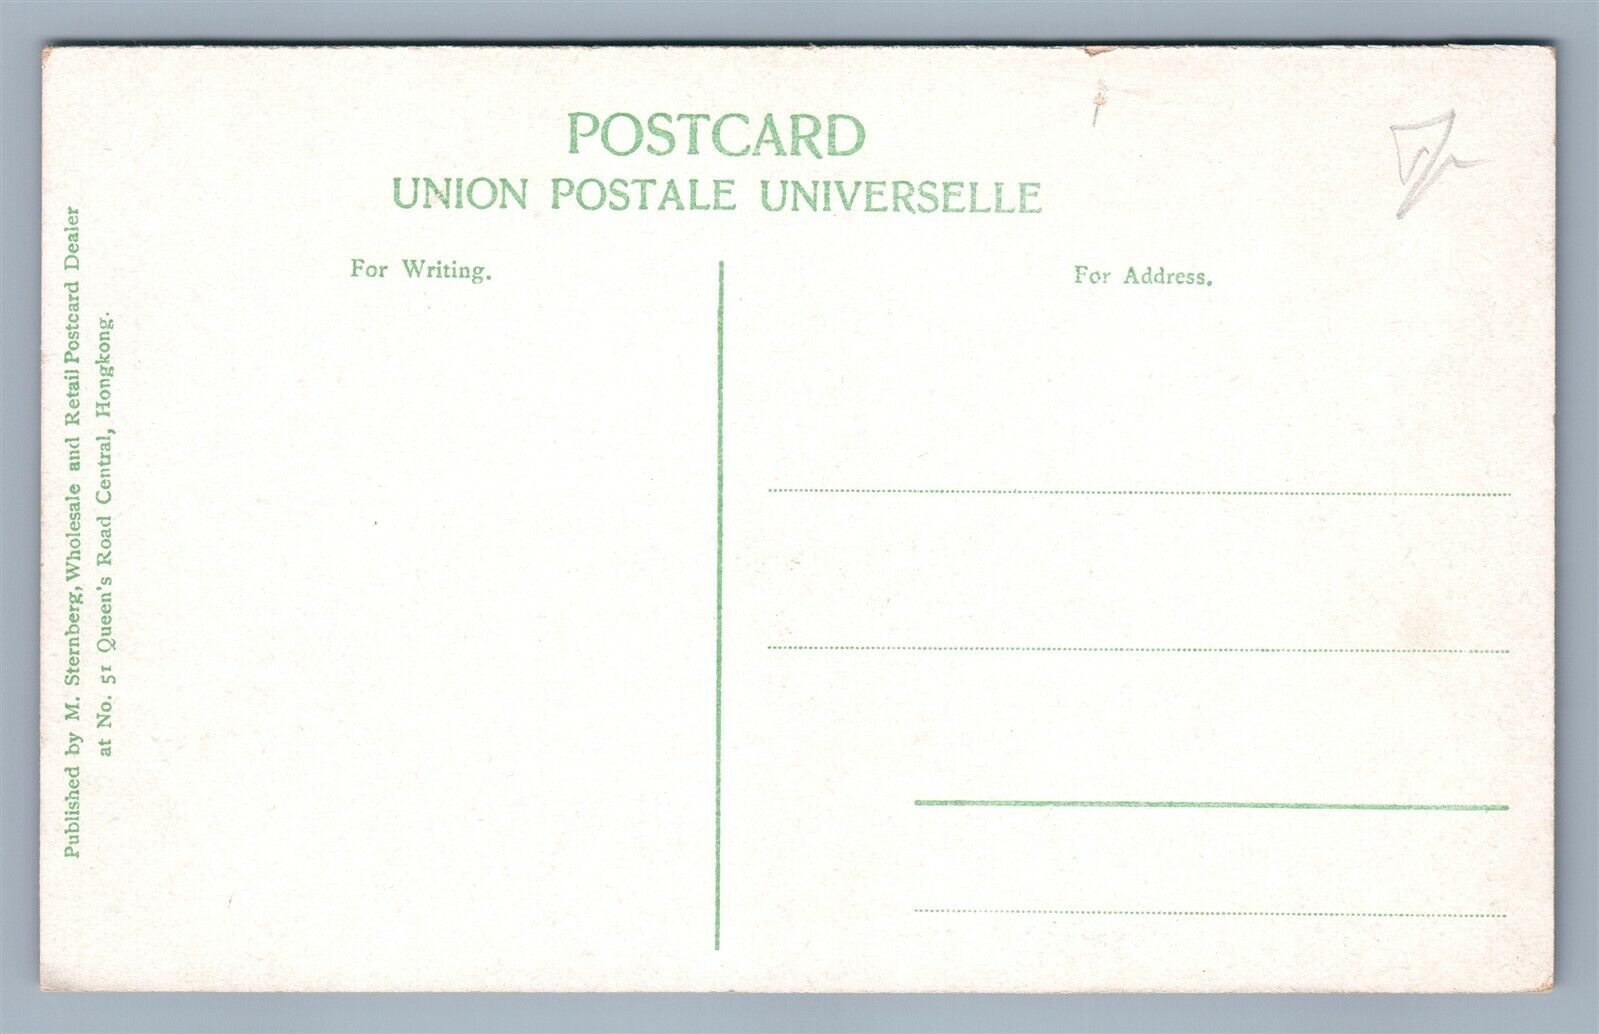 POSTCARD
UNION POSTALE UNIVERSELLE
For Writing.
For Address.
Published by M. Sternberg, Wholesale and Retail Postcard Dealer
at No. 51 Queen's Road Central, Hongkong.